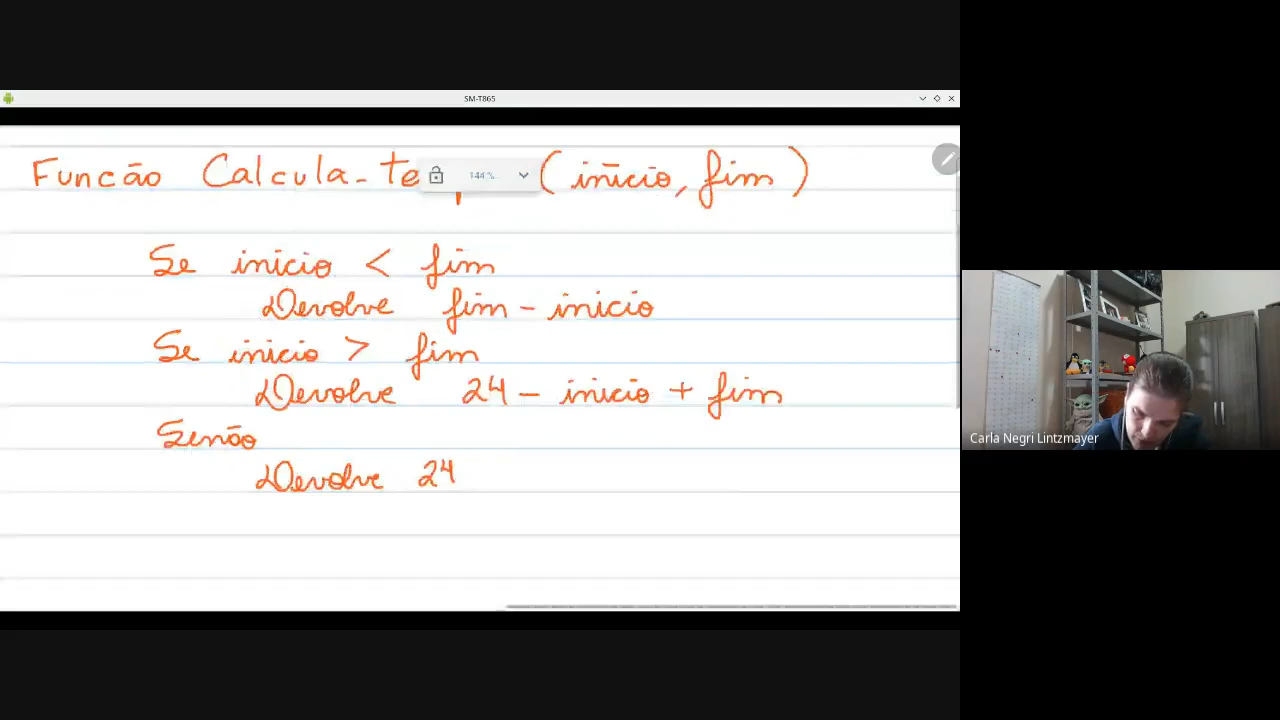 SM-T865
Funcão Calcula-te (início, fim)
144%...
Se inicio < fim
Devolve fim - inicio
Se inicio > fim
Devolve 24 - inicio + fim
Senão
Devolve 24
Carla Negri Lintzmayer